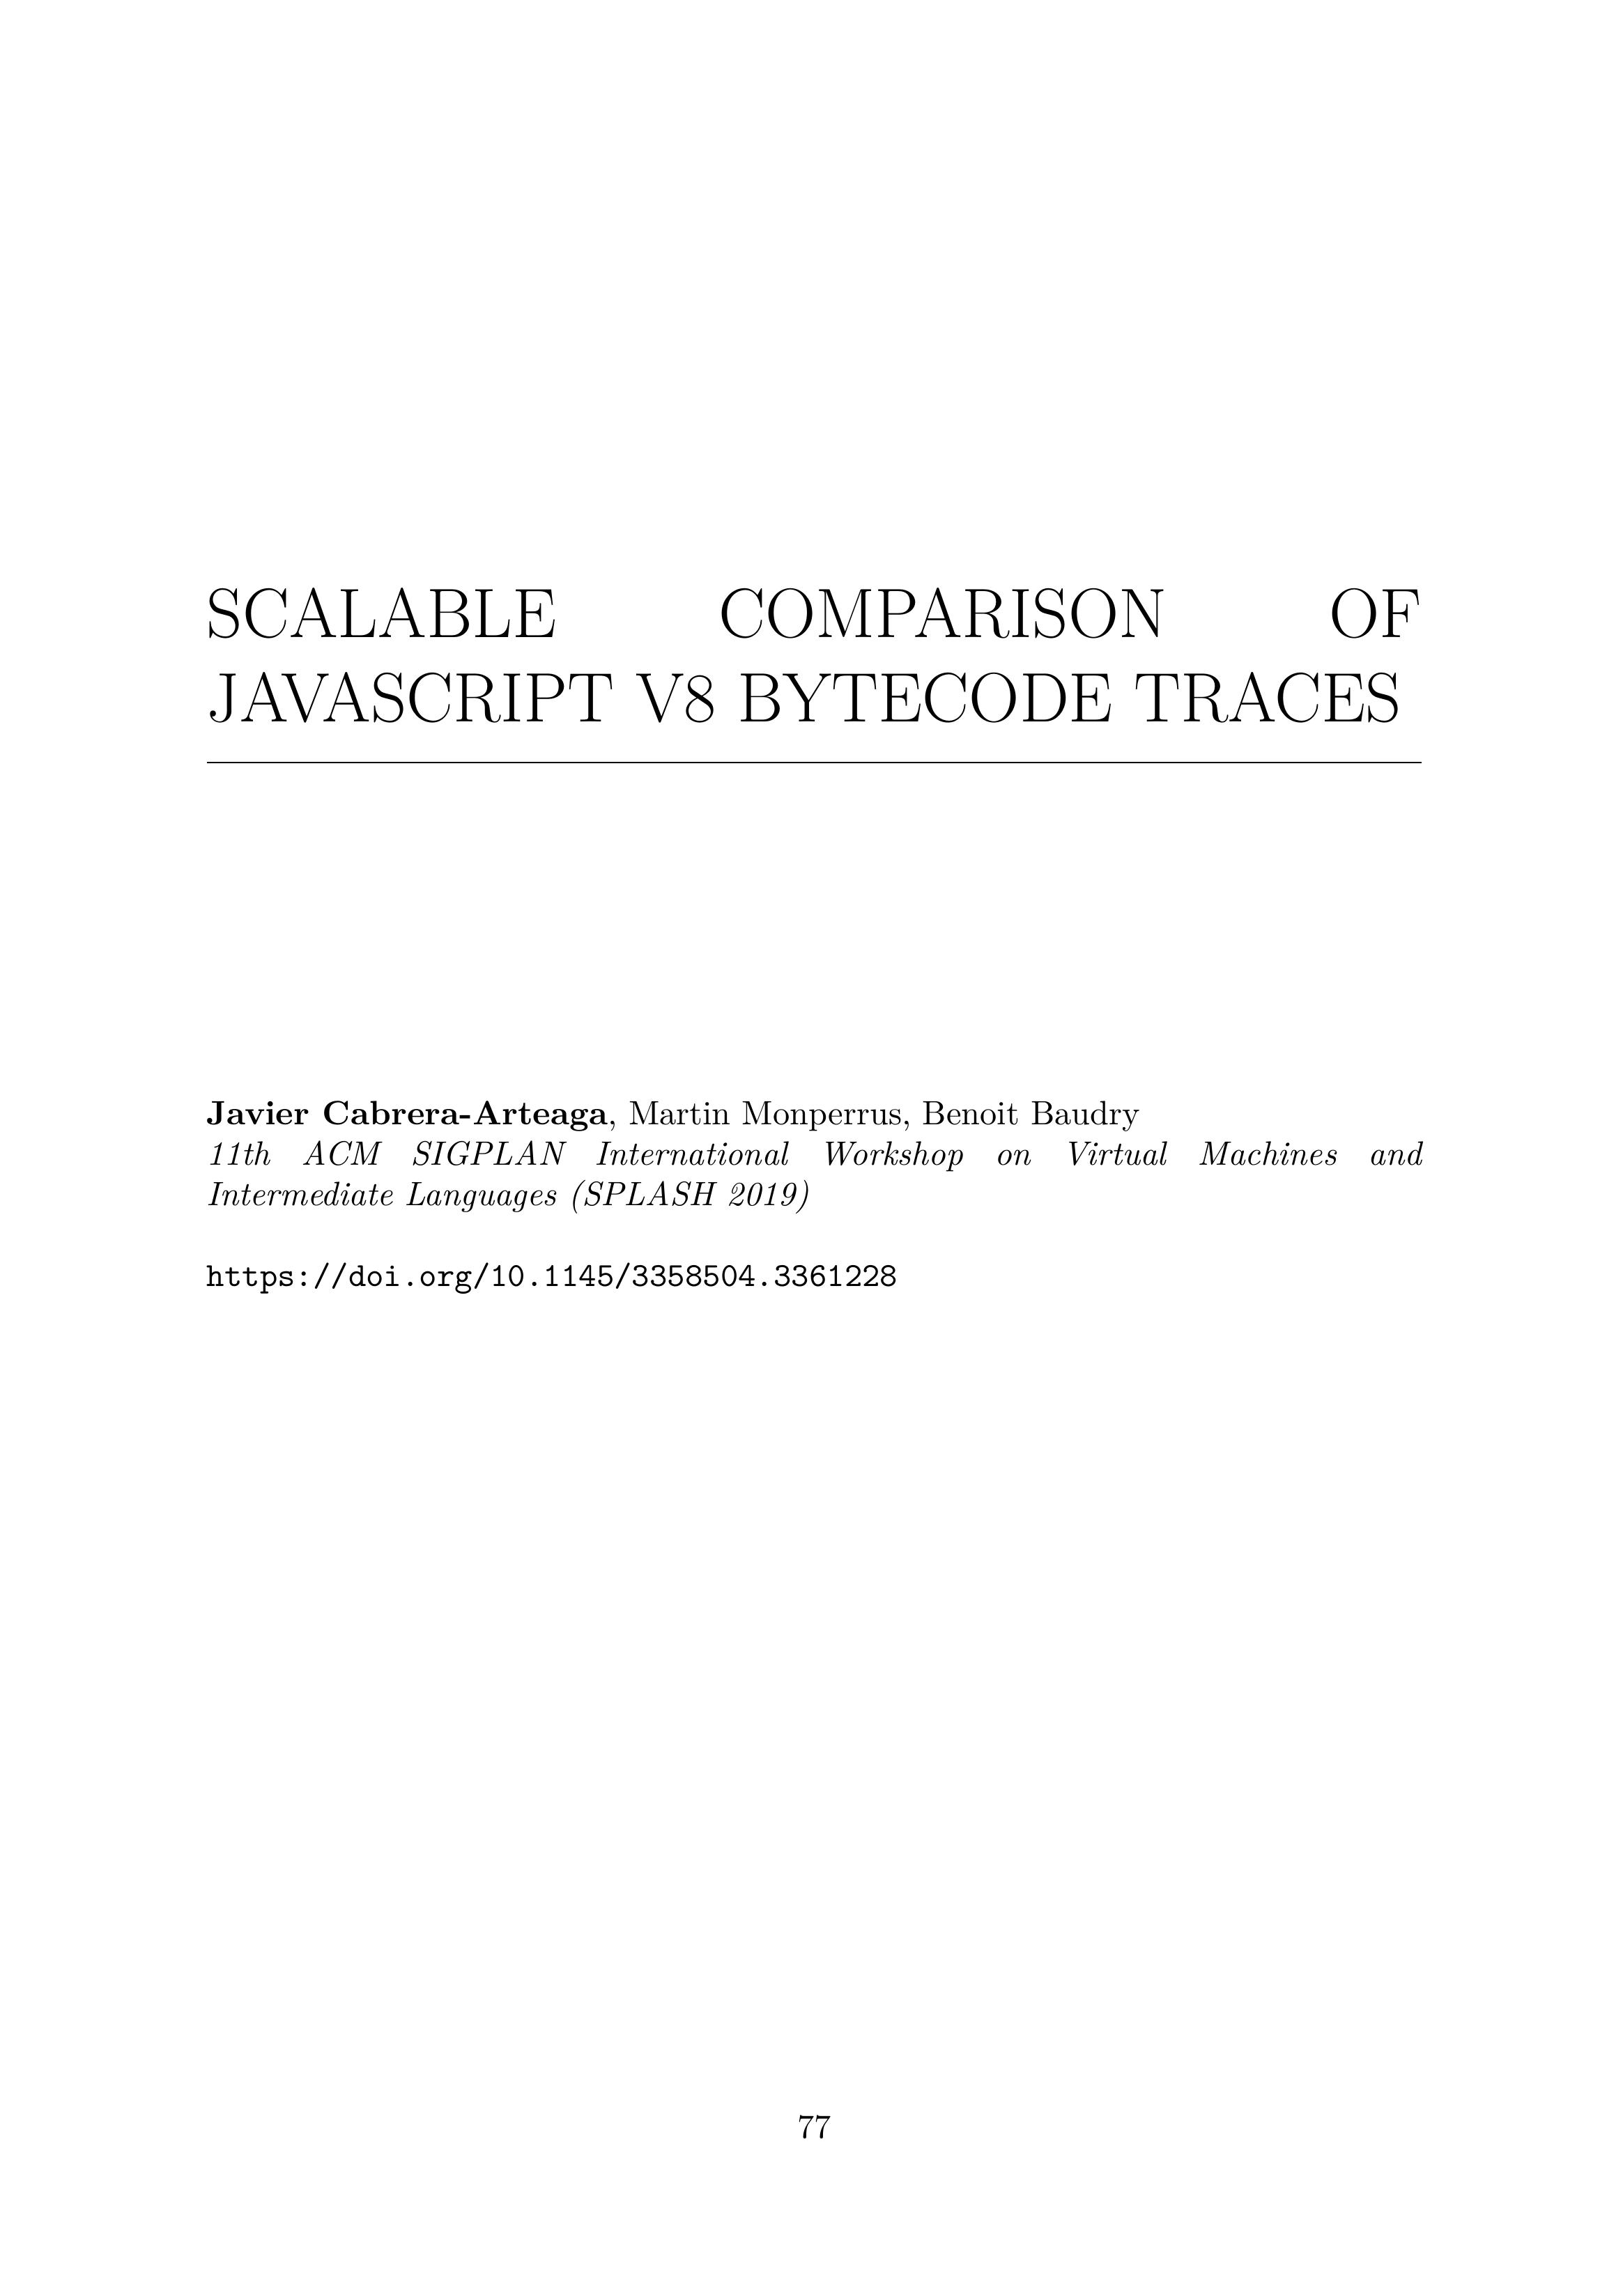 SCALABLE COMPARISON OF
JAVASCRIPT V8 BYTECODE TRACES
Javier Cabrera-Arteaga, Martin Monperrus, Benoit Baudry
11th ACM SIGPLAN International Workshop on Virtual Machines and
Intermediate Languages (SPLASH 2019)
https://doi.org/10.1145/3358504.3361228
77